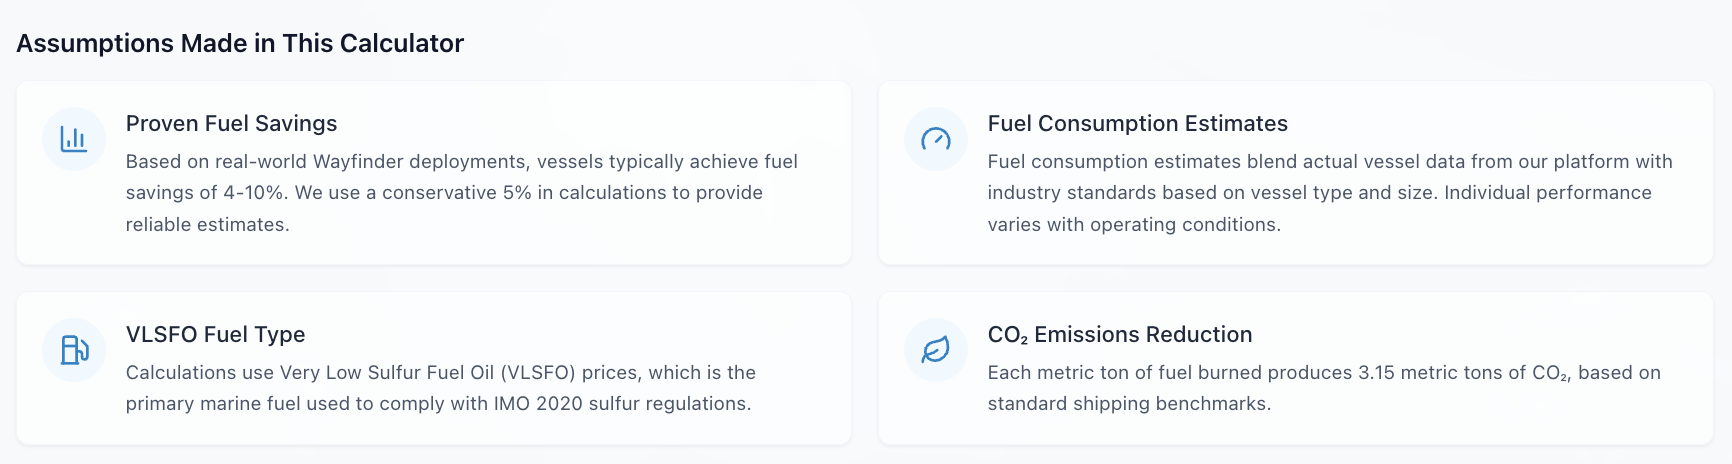 Assumptions Made in This Calculator
Proven Fuel Savings
Based on real-world Wayfinder deployments, vessels typically achieve fuel
savings of 4-10%. We use a conservative 5% in calculations to provide
reliable estimates.
Fuel Consumption Estimates
Fuel consumption estimates blend actual vessel data from our platform with
industry standards based on vessel type and size. Individual performance
varies with operating conditions.
VLSFO Fuel Type
Calculations use Very Low Sulfur Fuel Oil (VLSFO) prices, which is the
primary marine fuel used to comply with IMO 2020 sulfur regulations.
CO₂ Emissions Reduction
Each metric ton of fuel burned produces 3.15 metric tons of CO₂, based on
standard shipping benchmarks.